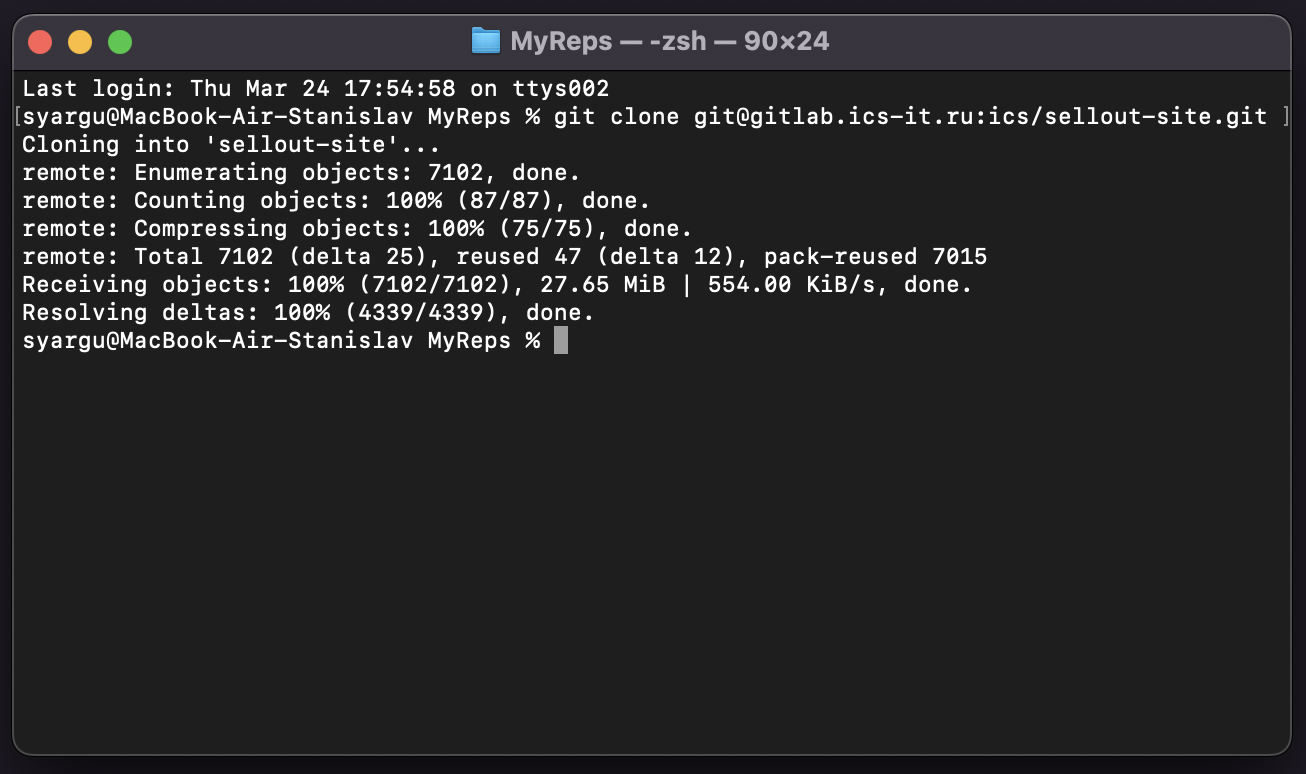 MyReps — -zsh — 90×24
Last login: Thu Mar 24 17:54:58 on ttys002
[syargu@MacBook-Air-Stanislav MyReps % git clone git@gitlab.ics-it.ru:ics/sellout-site.git ]
Cloning into 'sellout-site'...
remote: Enumerating objects: 7102, done.
remote: Counting objects: 100% (87/87), done.
remote: Compressing objects: 100% (75/75), done.
remote: Total 7102 (delta 25), reused 47 (delta 12), pack-reused 7015
Receiving objects: 100% (7102/7102), 27.65 MiB | 554.00 KiB/s, done.
Resolving deltas: 100% (4339/4339), done.
syargu@MacBook-Air-Stanislav MyReps %